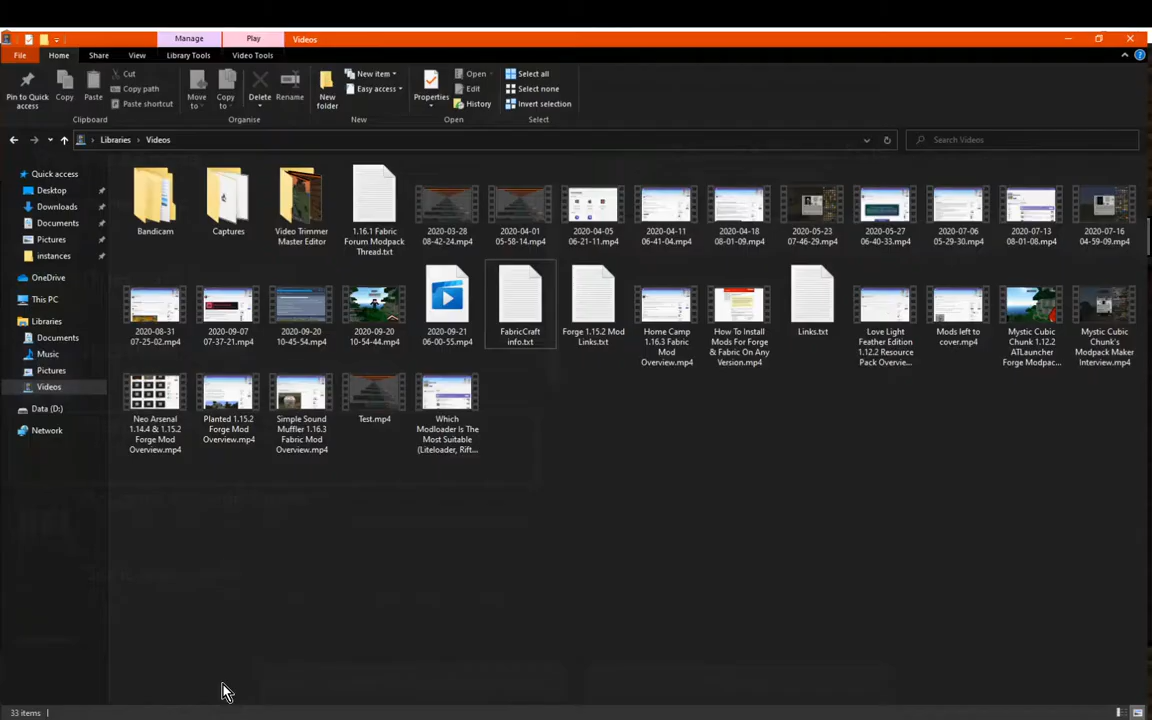 Manage
Play
Videos
File
Home
Share
View
Library Tools
Video Tools
Pin to Quick
access
Copy
Paste
Cut
Copy path
Paste shortcut
Move
to
Copy
to
Delete
Rename
New
folder
New item
Easy access
Properties
Open
Edit
History
Select all
Select none
Invert selection
Clipboard
Organise
New
Open
Select
Libraries
Videos
Search Videos
Quick access
Desktop
Downloads
Documents
Pictures
instances
OneDrive
This PC
Libraries
Documents
Music
Pictures
Videos
Data (D:)
Network
Bandicam
Captures
Video Trimmer
Master Editor
1.16.1 Fabric
Forum Modpack
Thread.txt
2020-03-28
08-42-24.mp4
2020-04-01
05-58-14.mp4
2020-04-05
06-21-11.mp4
2020-04-11
06-41-04.mp4
2020-04-18
08-01-09.mp4
2020-05-23
07-46-29.mp4
2020-05-27
06-40-33.mp4
2020-07-06
05-29-30.mp4
2020-07-13
08-01-08.mp4
2020-07-16
04-59-09.mp4
2020-08-31
07-25-02.mp4
2020-09-07
07-37-21.mp4
2020-09-20
10-45-54.mp4
2020-09-20
10-54-44.mp4
2020-09-21
06-00-55.mp4
FabricCraft
info.txt
Forge 1.15.2 Mod
Links.txt
Home Camp
1.16.3 Fabric
Mod
Overview.mp4
How To Install
Mods For Forge
& Fabric On Any
Version.mp4
Links.txt
Love Light
Feather Edition
1.12.2 Resource
Pack Overvie...
Mods left to
cover.mp4
Mystic Cubic
Chunk 1.12.2
ATLauncher
Forge Modpac...
Mystic Cubic
Chunk's
Modpack Maker
Interview.mp4
Neo Arsenal
1.14.4 & 1.15.2
Forge Mod
Overview.mp4
Planted 1.15.2
Forge Mod
Overview.mp4
Simple Sound
Muffler 1.16.3
Fabric Mod
Overview.mp4
Test.mp4
Which
Modloader Is The
Most Suitable
(Liteloader, Rift...
33 items